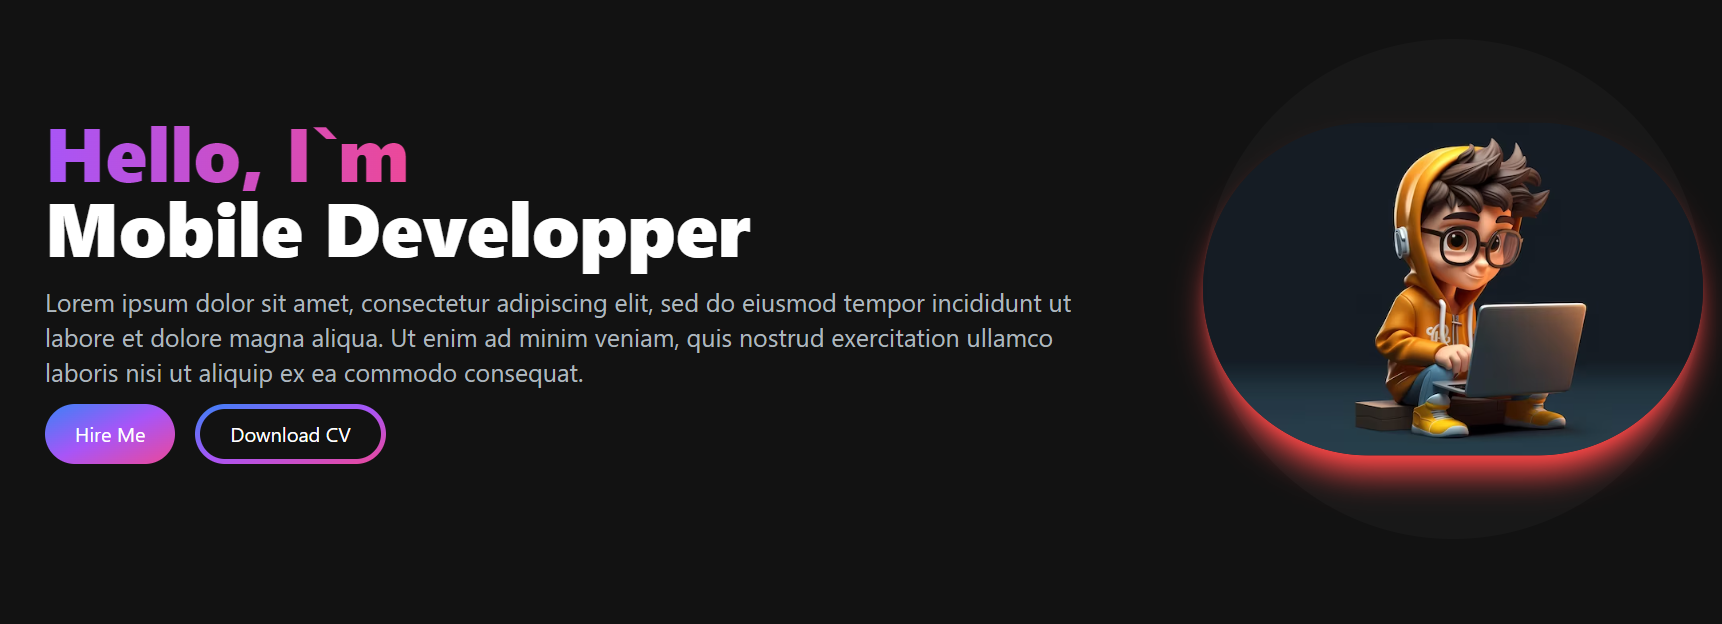 Hello, I`m
Mobile Developper
Lorem ipsum dolor sit amet, consectetur adipiscing elit, sed do eiusmod tempor incididunt ut
labore et dolore magna aliqua. Ut enim ad minim veniam, quis nostrud exercitation ullamco
laboris nisi ut aliquip ex ea commodo consequat.
Hire Me
Download CV